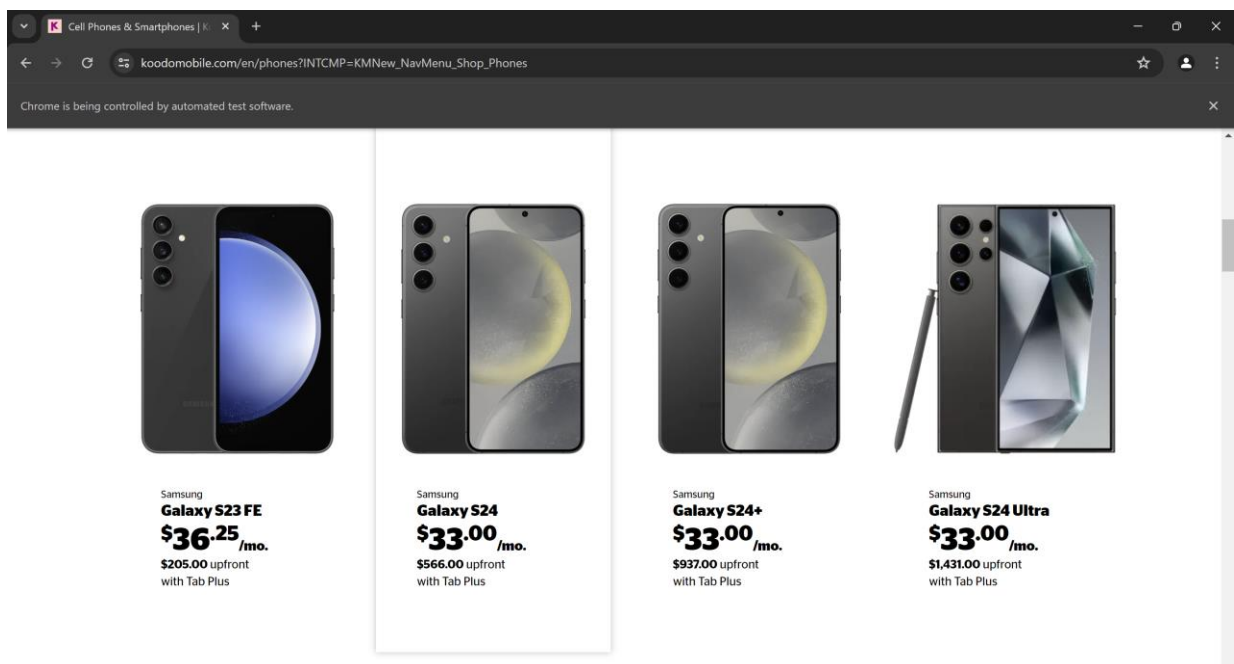 Cell Phones & Smartphones | K
koodomobile.com/en/phones?INTCMP=KMNew_NavMenu_Shop_Phones
Chrome is being controlled by automated test software.
Samsung
Galaxy S23 FE
$36.25/mo.
$205.00 upfront
with Tab Plus
Samsung
Galaxy S24
$33.00/mo.
$566.00 upfront
with Tab Plus
Samsung
Galaxy S24+
$33.00/mo.
$937.00 upfront
with Tab Plus
Samsung
Galaxy S24 Ultra
$33.00/mo.
$1,431.00 upfront
with Tab Plus